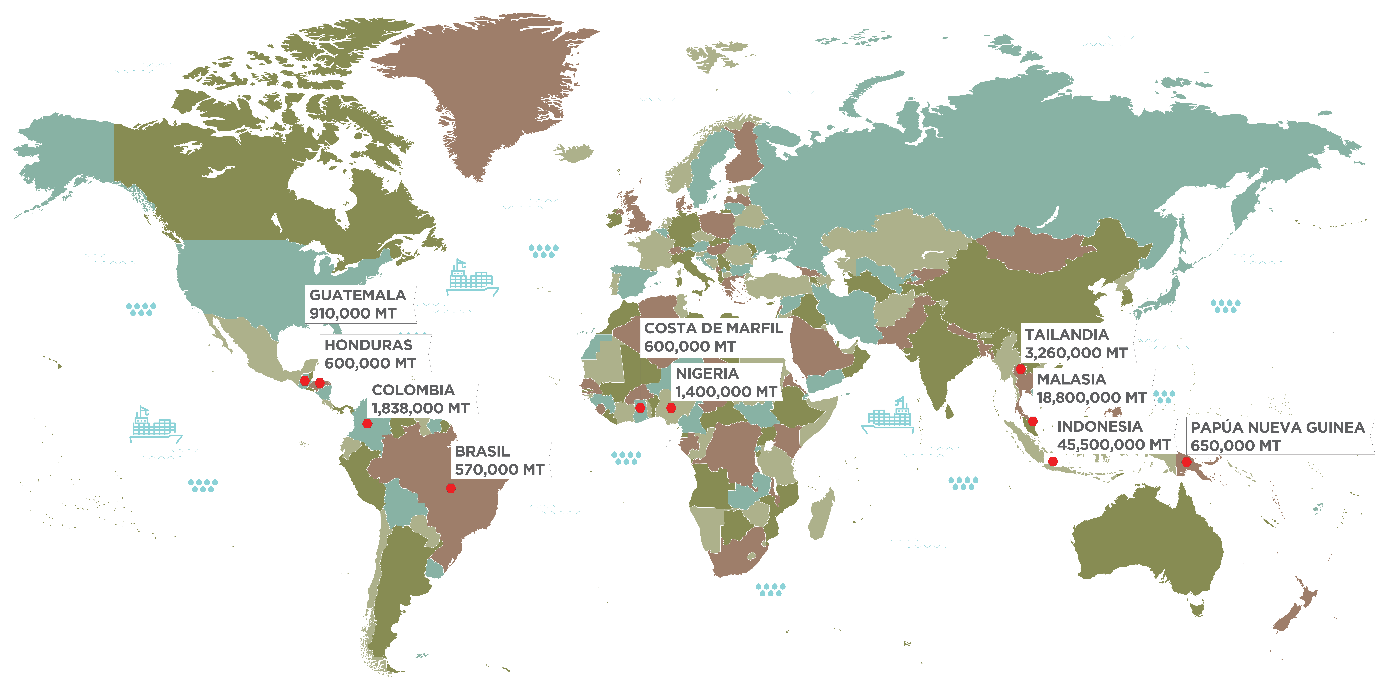 GUATEMALA
910,000 MT
HONDURAS
600,000 MT
COLOMBIA
1,838,000 MT
BRASIL
570,000 MT
COSTA DE MARFIL
600,000 MT
NIGERIA
1,400,000 MT
TAILANDIA
3,260,000 MT
MALASIA
18,800,000 MT
INDONESIA
45,500,000 MT
PAPÚA NUEVA GUINEA
650,000 MT